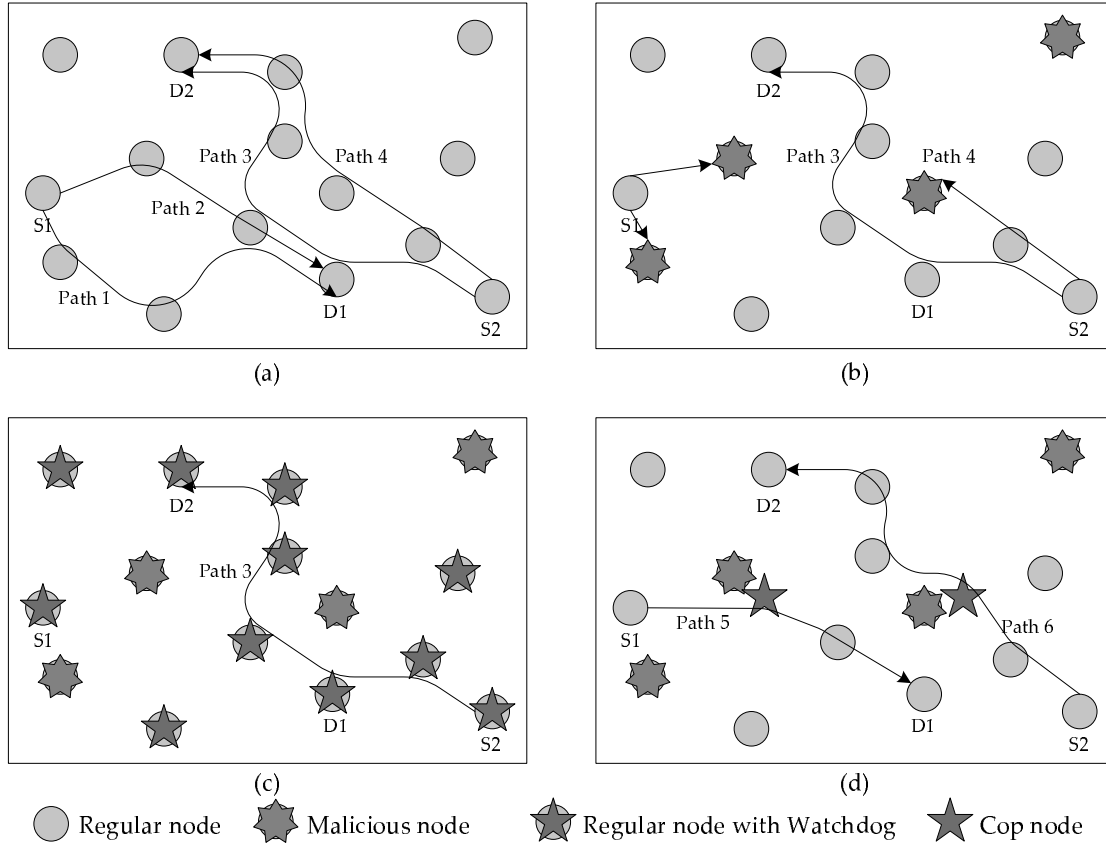 D2
Path 3
Path 4
Path 2
S1
Path 1
D1
S2
(a)
D2
Path 3
Path 4
S1
D1
S2
(b)
D2
Path 3
S1
D1
S2
(c)
D2
S1
Path 5
Path 6
D1
S2
(d)
Regular node
Malicious node
Regular node with Watchdog
Cop node